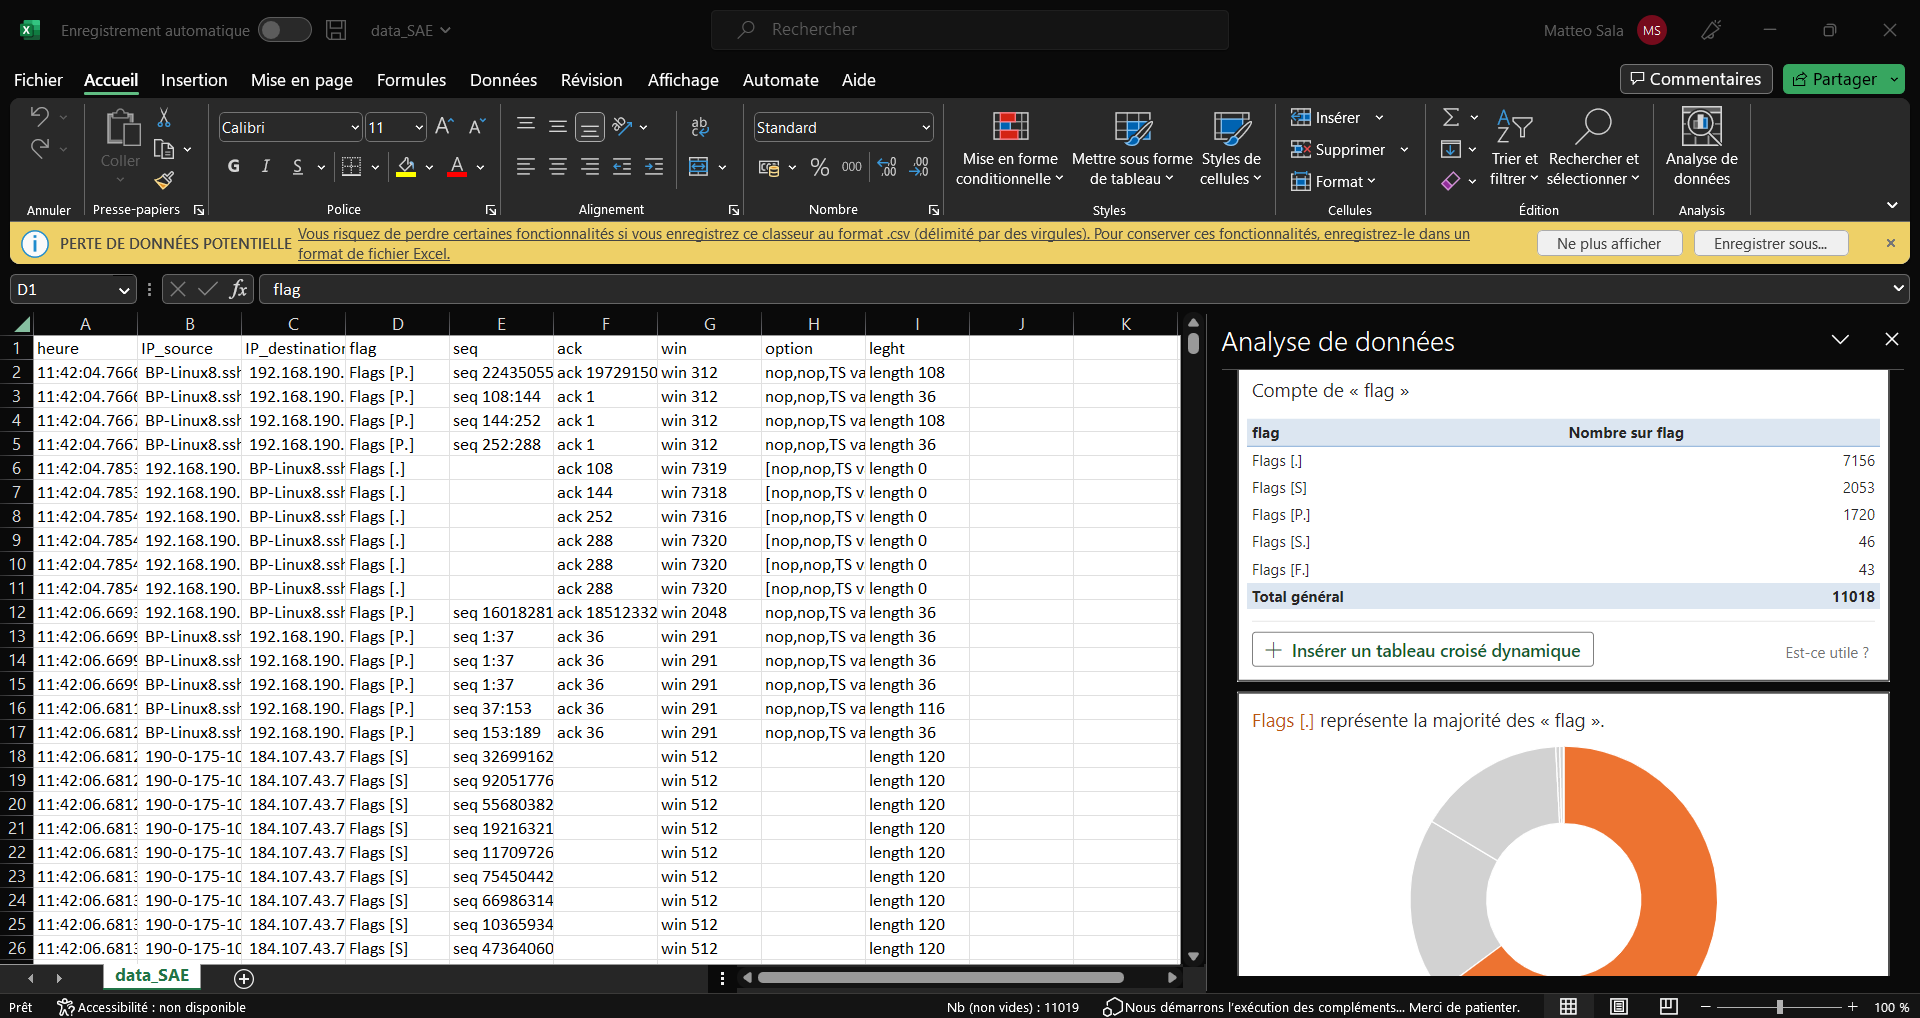 Enregistrement automatique data_SAE Rechercher Matteo Sala MS
Fichier Accueil Insertion Mise en page Formules Données Révision Affichage Automate Aide Commentaires Partager
Coller
Calibri 11
G I S
ab
Standard
% 000
Mise en forme conditionnelle
Mettre sous forme de tableau
Styles de cellules
Insérer
Supprimer
Format
Trier et filtrer
Rechercher et sélectionner
Analyse de données
Annuler Presse-papiers Police Alignement Nombre Styles Cellules Édition Analysis
PERTE DE DONNÉES POTENTIELLE Vous risquez de perdre certaines fonctionnalités si vous enregistrez ce classeur au format .csv (délimité par des virgules). Pour conserver ces fonctionnalités, enregistrez-le dans un
format de fichier Excel.
Ne plus afficher Enregistrer sous...
D1 fx flag
A B C D E F G H I J K
1 heure IP_source IP_destination flag seq ack win option leght
2 11:42:04.7666 BP-Linux8.ssh 192.168.190. Flags [P.] seq 22435055 ack 19729150 win 312 nop,nop,TS va length 108
3 11:42:04.7666 BP-Linux8.ssh 192.168.190. Flags [P.] seq 108:144 ack 1 win 312 nop,nop,TS va length 36
4 11:42:04.7667 BP-Linux8.ssh 192.168.190. Flags [P.] seq 144:252 ack 1 win 312 nop,nop,TS va length 108
5 11:42:04.7667 BP-Linux8.ssh 192.168.190. Flags [P.] seq 252:288 ack 1 win 312 nop,nop,TS va length 36
6 11:42:04.7853 192.168.190. BP-Linux8.ssh Flags [.] ack 108 win 7319 [nop,nop,TS v length 0
7 11:42:04.7853 192.168.190. BP-Linux8.ssh Flags [.] ack 144 win 7318 [nop,nop,TS v length 0
8 11:42:04.7854 192.168.190. BP-Linux8.ssh Flags [.] ack 252 win 7316 [nop,nop,TS v length 0
9 11:42:04.7854 192.168.190. BP-Linux8.ssh Flags [.] ack 288 win 7320 [nop,nop,TS v length 0
10 11:42:04.7854 192.168.190. BP-Linux8.ssh Flags [.] ack 288 win 7320 [nop,nop,TS v length 0
11 11:42:04.7854 192.168.190. BP-Linux8.ssh Flags [.] ack 288 win 7320 [nop,nop,TS v length 0
12 11:42:06.6693 192.168.190. BP-Linux8.ssh Flags [P.] seq 16018281 ack 18512332 win 2048 nop,nop,TS va length 36
13 11:42:06.6699 BP-Linux8.ssh 192.168.190. Flags [P.] seq 1:37 ack 36 win 291 nop,nop,TS va length 36
14 11:42:06.6699 BP-Linux8.ssh 192.168.190. Flags [P.] seq 1:37 ack 36 win 291 nop,nop,TS va length 36
15 11:42:06.6699 BP-Linux8.ssh 192.168.190. Flags [P.] seq 1:37 ack 36 win 291 nop,nop,TS va length 36
16 11:42:06.6811 BP-Linux8.ssh 192.168.190. Flags [P.] seq 37:153 ack 36 win 291 nop,nop,TS va length 116
17 11:42:06.6812 BP-Linux8.ssh 192.168.190. Flags [P.] seq 153:189 ack 36 win 291 nop,nop,TS va length 36
18 11:42:06.6812 190-0-175-10 184.107.43.7 Flags [S] seq 32699162 win 512 length 120
19 11:42:06.6812 190-0-175-10 184.107.43.7 Flags [S] seq 92051776 win 512 length 120
20 11:42:06.6812 190-0-175-10 184.107.43.7 Flags [S] seq 55680382 win 512 length 120
21 11:42:06.6813 190-0-175-10 184.107.43.7 Flags [S] seq 19216321 win 512 length 120
22 11:42:06.6813 190-0-175-10 184.107.43.7 Flags [S] seq 11709726 win 512 length 120
23 11:42:06.6813 190-0-175-10 184.107.43.7 Flags [S] seq 75450442 win 512 length 120
24 11:42:06.6813 190-0-175-10 184.107.43.7 Flags [S] seq 66986314 win 512 length 120
25 11:42:06.6813 190-0-175-10 184.107.43.7 Flags [S] seq 10365934 win 512 length 120
26 11:42:06.6813 190-0-175-10 184.107.43.7 Flags [S] seq 47364060 win 512 length 120
Analyse de données
Compte de « flag »
flag Nombre sur flag
Flags [.] 7156
Flags [S] 2053
Flags [P.] 1720
Flags [S.] 46
Flags [F.] 43
Total général 11018
Insérer un tableau croisé dynamique Est-ce utile ?
Flags [.] représente la majorité des « flag ».
data_SAE
Prêt Accessibilité : non disponible Nb (non vides) : 11019 Nous démarrons l'exécution des compléments... Merci de patienter. 100 %